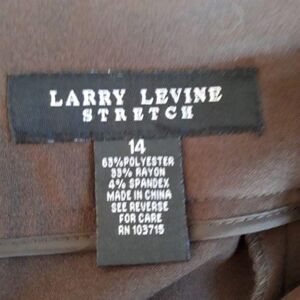 LARRY LEVINE
STRETCH
14
63%POLYESTER
33% RAYON
4% SPANDEX
MADE IN CHINA
SEE REVERSE
FOR CARE
RN 103715